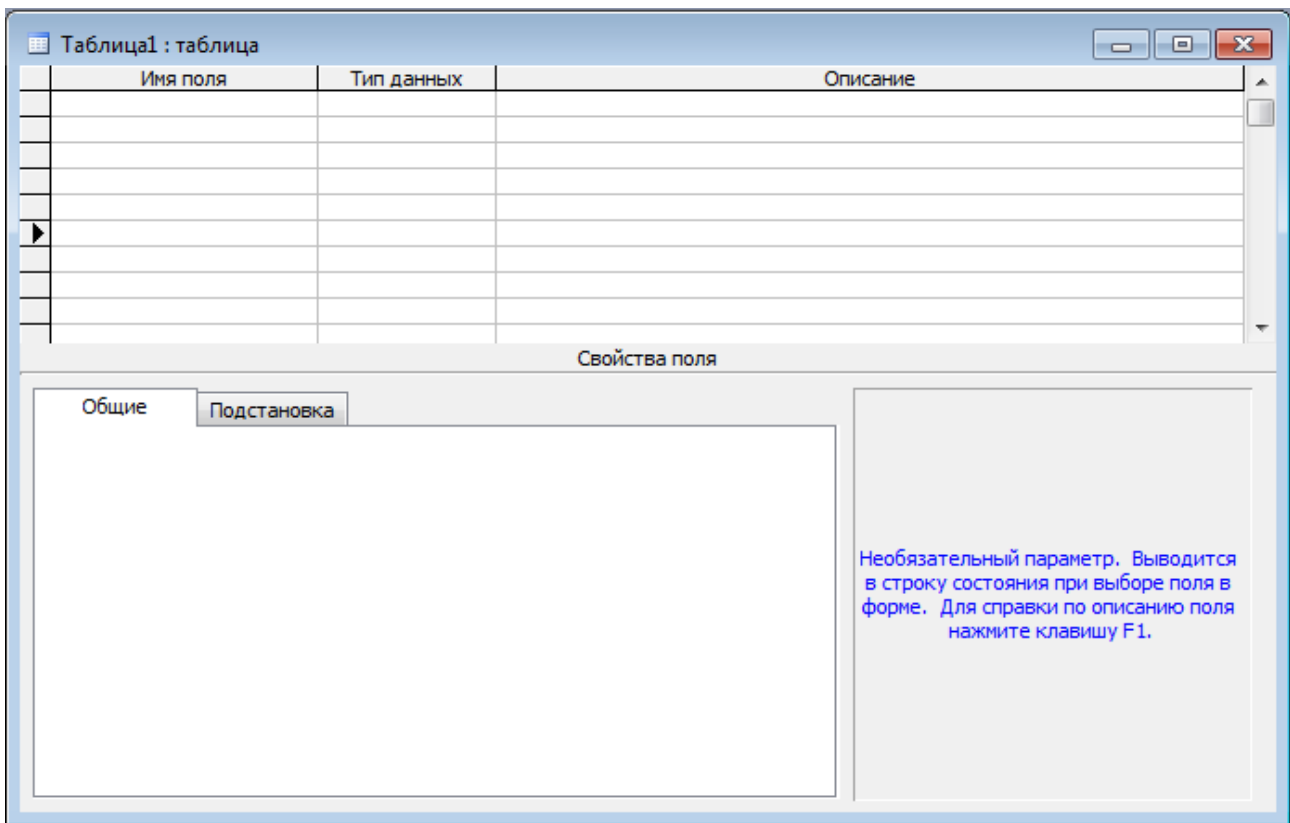 Таблица1 : таблица
Имя поля Тип данных Описание
Свойства поля
Общие Подстановка
Необязательный параметр. Выводится
в строку состояния при выборе поля в
форме. Для справки по описанию поля
нажмите клавишу F1.